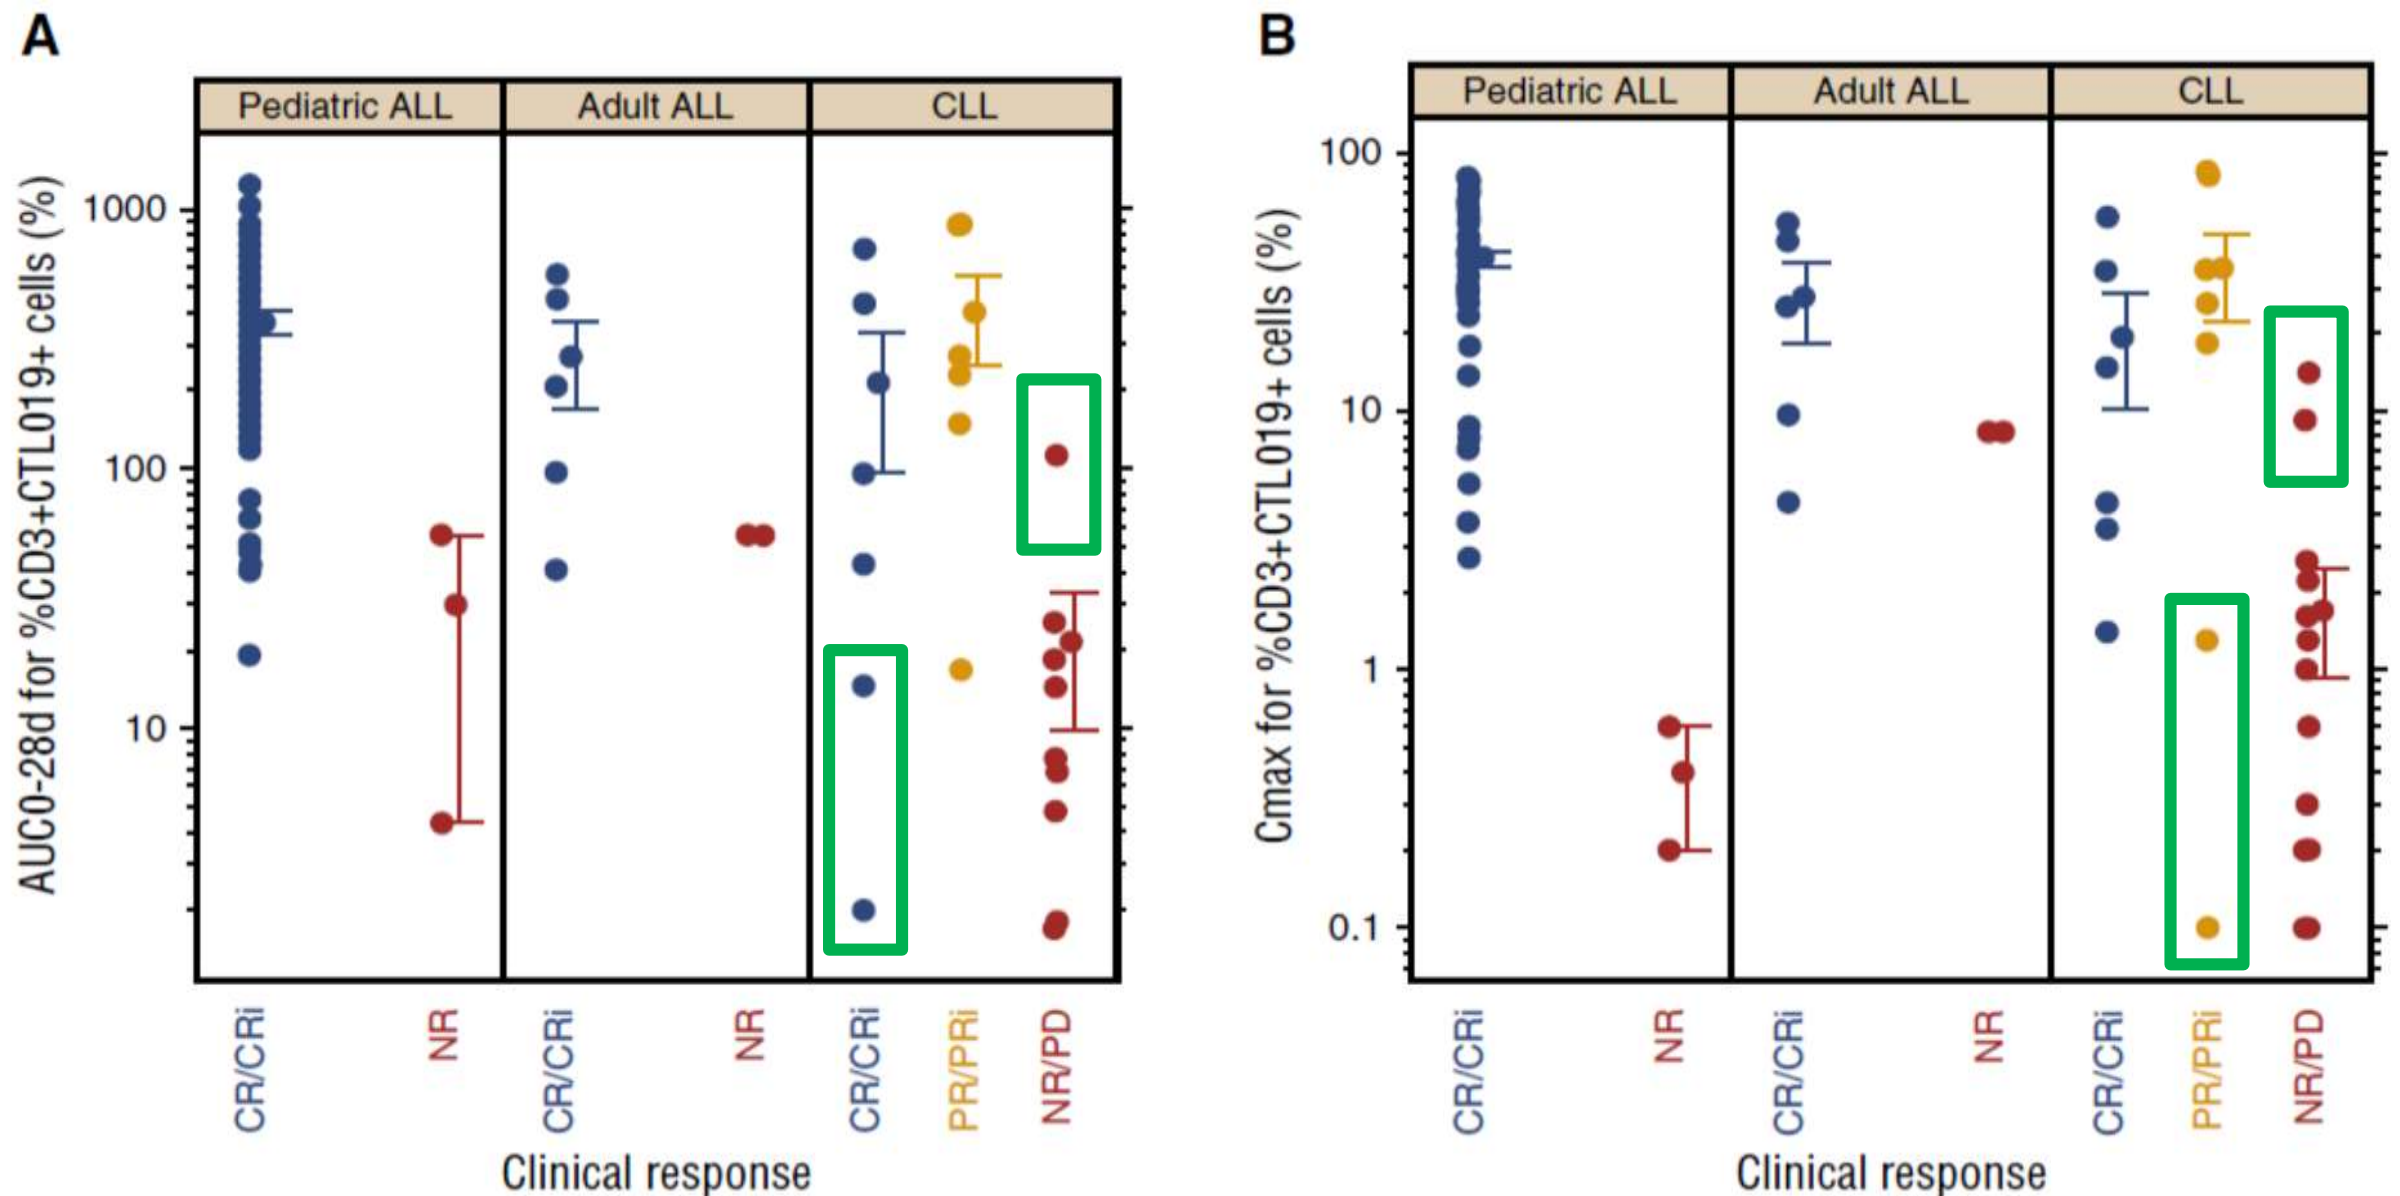 A
Pediatric ALL
Adult ALL
CLL
AUC0-28d for %CD3+CTL019+ cells (%)
1000
100
10
CR/CRi
NR
CR/CRi
NR
CR/CRi
PR/PRi
NR/PD
Clinical response
B
Pediatric ALL
Adult ALL
CLL
Cmax for %CD3+CTL019+ cells (%)
100
10
1
0.1
CR/CRi
NR
CR/CRi
NR
CR/CRi
PR/PRi
NR/PD
Clinical response